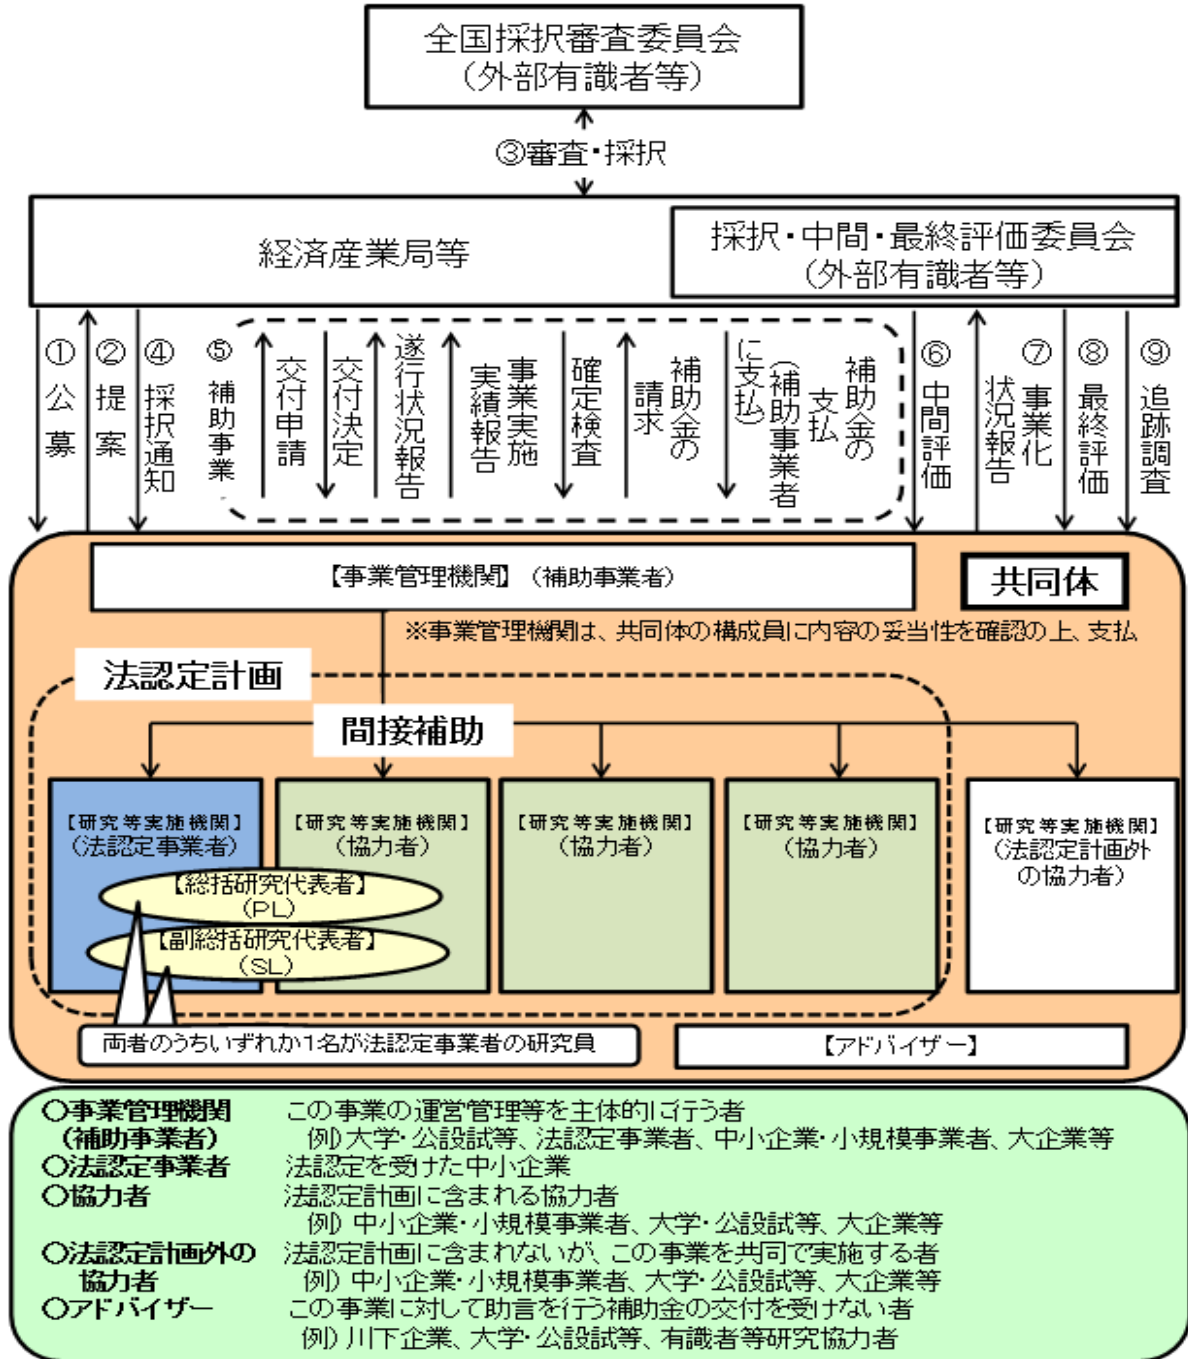 全国採択審査委員会
(外部有識者等)
③審査・採択
経済産業局等
採択・中間・最終評価委員会
(外部有識者等)
①公募
②提案
④採択通知
⑤補助事業
交付申請
交付決定
遂行状況報告
事業実施
実績報告
確定検査
補助金の
請求
補助金の
支払
(補助事業者
に支払)
⑥中間評価
⑦事業化
状況報告
⑧最終評価
⑨追跡調査
【事業管理機関】(補助事業者)
共同体
※事業管理機関は、共同体の構成員に内容の妥当性を確認の上、支払
法認定計画
間接補助
【研究等実施機関】
(法認定事業者)
【研究等実施機関】
(協力者)
【研究等実施機関】
(協力者)
【研究等実施機関】
(協力者)
【研究等実施機関】
(法認定計画外
の協力者)
【総括研究代表者】
(PL)
【副総括研究代表者】
(SL)
両者のうちいずれか1名が法認定事業者の研究員
【アドバイザー】
○事業管理機関 この事業の運営管理等を主体的に行う者
(補助事業者) 例)大学・公設試等、法認定事業者、中小企業・小規模事業者、大企業等
○法認定事業者 法認定を受けた中小企業
○協力者 法認定計画に含まれる協力者
例)中小企業・小規模事業者、大学・公設試等、大企業等
○法認定計画外の 法認定計画に含まれないが、この事業を共同で実施する者
協力者 例)中小企業・小規模事業者、大学・公設試等、大企業等
○アドバイザー この事業に対して助言を行う補助金の交付を受けない者
例)川下企業、大学・公設試等、有識者等研究協力者